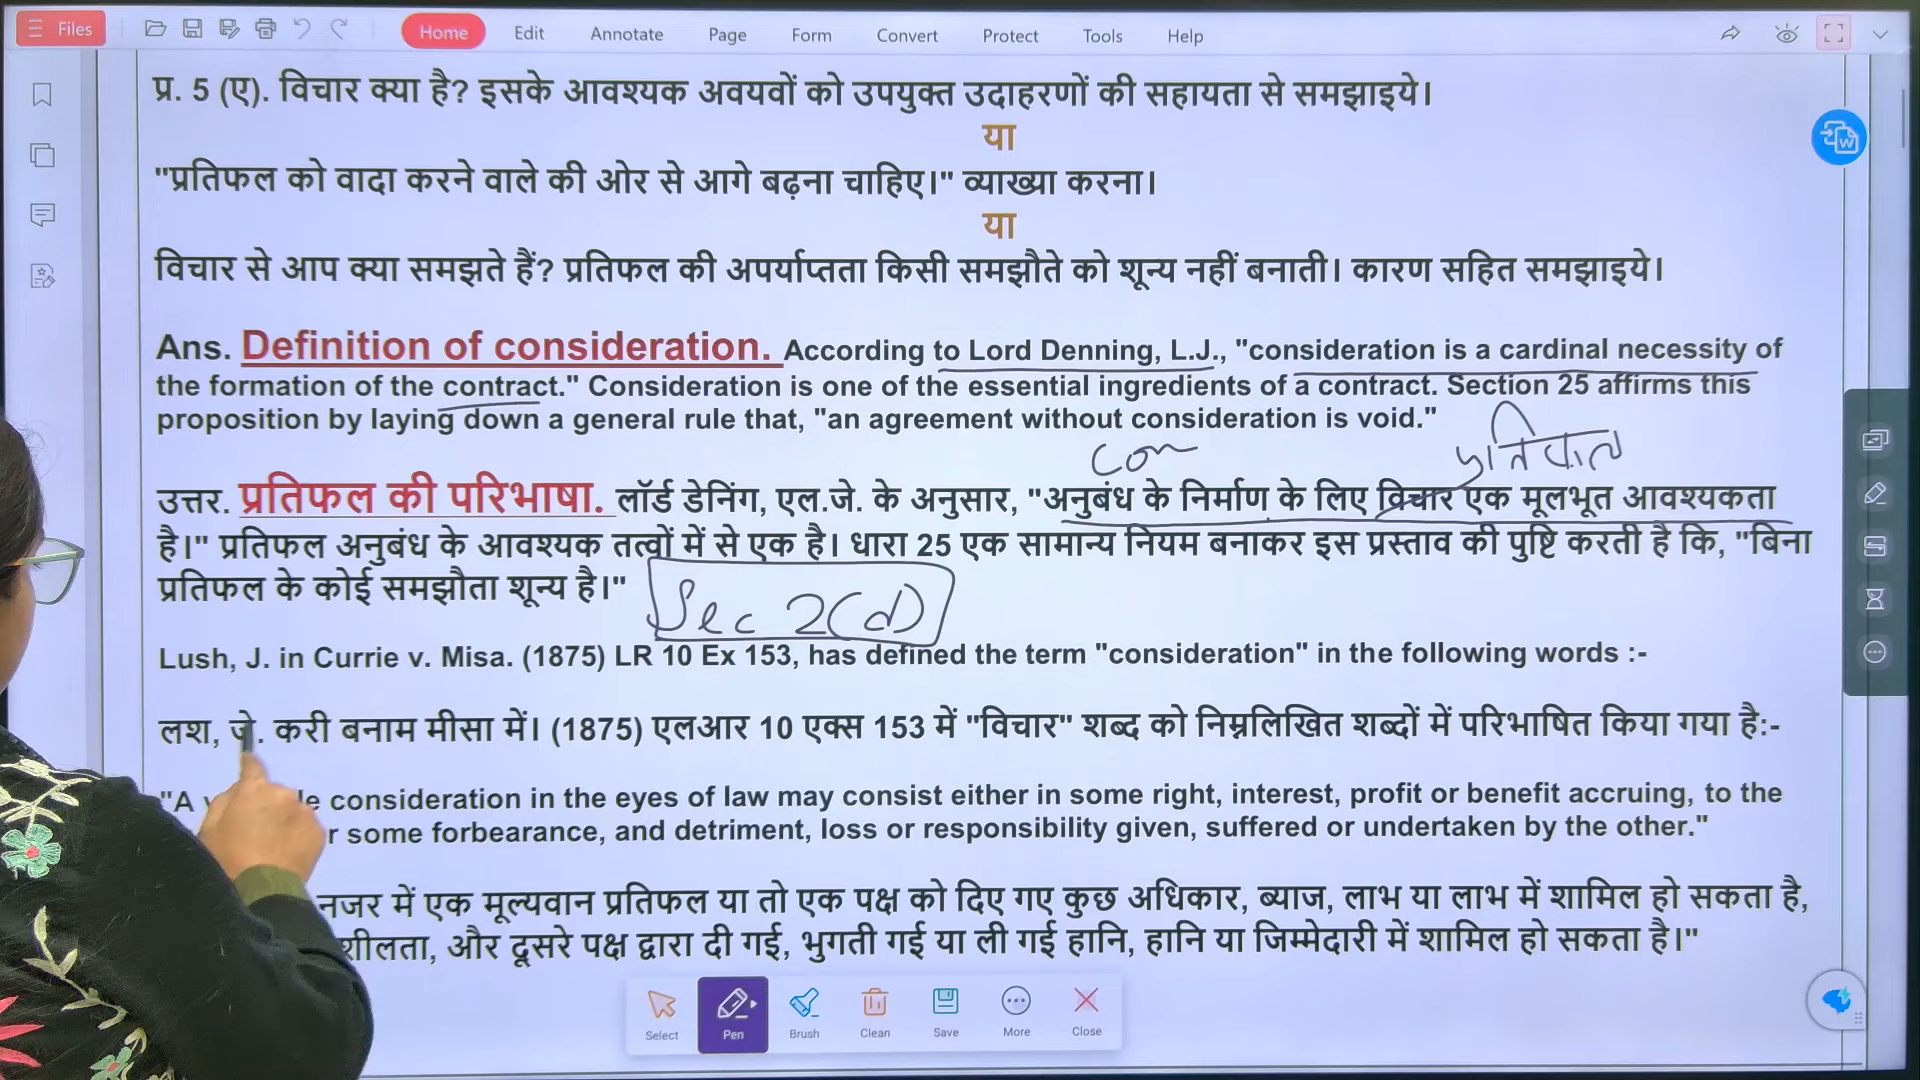 Files Home Edit Annotate Page Form Convert Protect Tools Help
प्र. 5 (ए). विचार क्या है? इसके आवश्यक अवयवों को उपयुक्त उदाहरणों की सहायता से समझाइये।
या
"प्रतिफल को वादा करने वाले की ओर से आगे बढ़ना चाहिए।" व्याख्या करना।
या
विचार से आप क्या समझते हैं? प्रतिफल की अपर्याप्तता किसी समझौते को शून्य नहीं बनाती। कारण सहित समझाइये।
Ans. Definition of consideration. According to Lord Denning, L.J., "consideration is a cardinal necessity of
the formation of the contract." Consideration is one of the essential ingredients of a contract. Section 25 affirms this
proposition by laying down a general rule that, "an agreement without consideration is void."
Con
उत्तर. प्रतिफल की परिभाषा. लॉर्ड डेनिंग, एल.जे. के अनुसार, "अनुबंध के निर्माण के लिए विचार एक मूलभूत आवश्यकता
है।" प्रतिफल अनुबंध के आवश्यक तत्वों में से एक है। धारा 25 एक सामान्य नियम बनाकर इस प्रस्ताव की पुष्टि करती है कि, "बिना
प्रतिफल के कोई समझौता शून्य है।"
Sec 2(d)
Lush, J. in Currie v. Misa. (1875) LR 10 Ex 153, has defined the term "consideration" in the following words :-
लश, जे. करी बनाम मीसा में। (1875) एलआर 10 एक्स 153 में "विचार" शब्द को निम्नलिखित शब्दों में परिभाषित किया गया है:-
"A consideration in the eyes of law may consist either in some right, interest, profit or benefit accruing, to the
some forbearance, and detriment, loss or responsibility given, suffered or undertaken by the other."
नजर में एक मूल्यवान प्रतिफल या तो एक पक्ष को दिए गए कुछ अधिकार, ब्याज, लाभ या लाभ में शामिल हो सकता है,
और दूसरे पक्ष द्वारा दी गई, भुगती गई या ली गई हानि, हानि या जिम्मेदारी में शामिल हो सकता है।"
Select Pen Brush Clean Save More Close